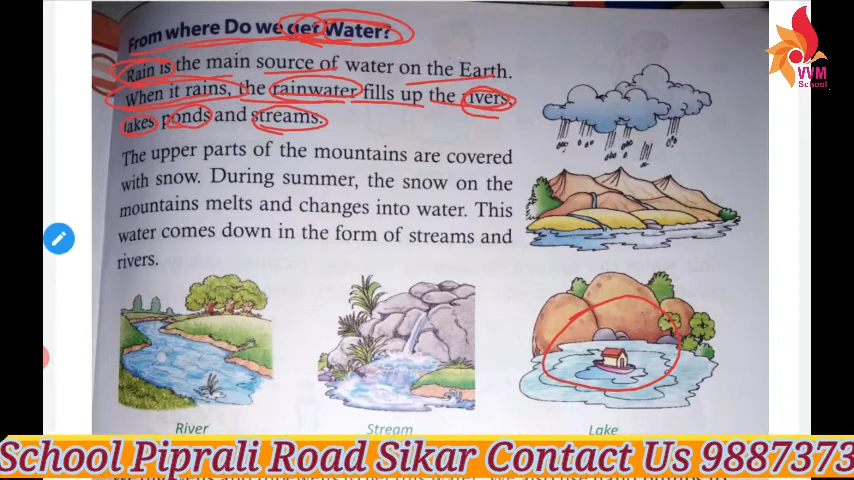 From where Do we get Water?
Rain is the main source of water on the Earth.
When it rains, the rainwater fills up the rivers,
lakes ponds and streams.
The upper parts of the mountains are covered
with snow. During summer, the snow on the
mountains melts and changes into water. This
water comes down in the form of streams and
rivers.
VVM
School
River
Stream
Lake
School Piprali Road Sikar Contact Us 9887373